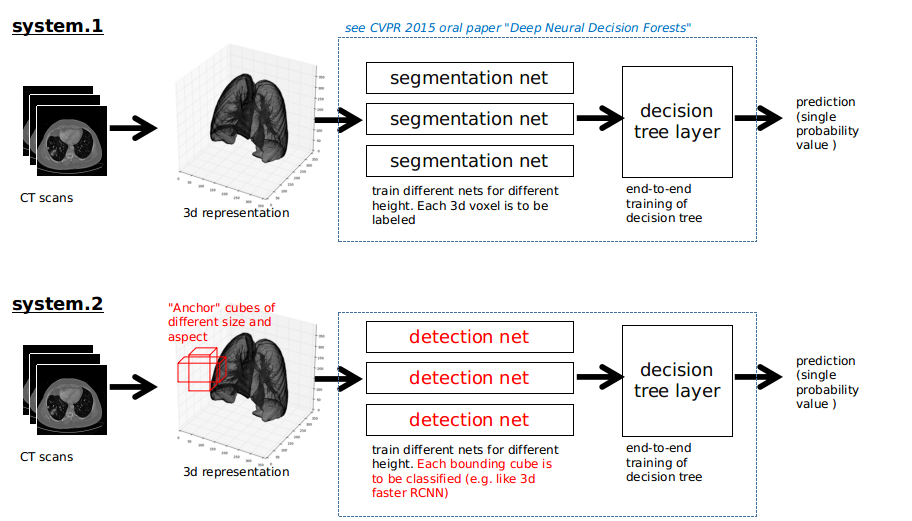 system.1
see CVPR 2015 oral paper "Deep Neural Decision Forests"
segmentation net
segmentation net
segmentation net
decision
tree layer
prediction
(single
probability
value )
CT scans
3d representation
train different nets for different
height. Each 3d voxel is to be
labeled
end-to-end
training of
decision tree
system.2
"Anchor" cubes of
different size and
aspect
detection net
detection net
detection net
decision
tree layer
prediction
(single
probability
value )
CT scans
3d representation
train different nets for different
height. Each bounding cube is
to be classified (e.g. like 3d
faster RCNN)
end-to-end
training of
decision tree